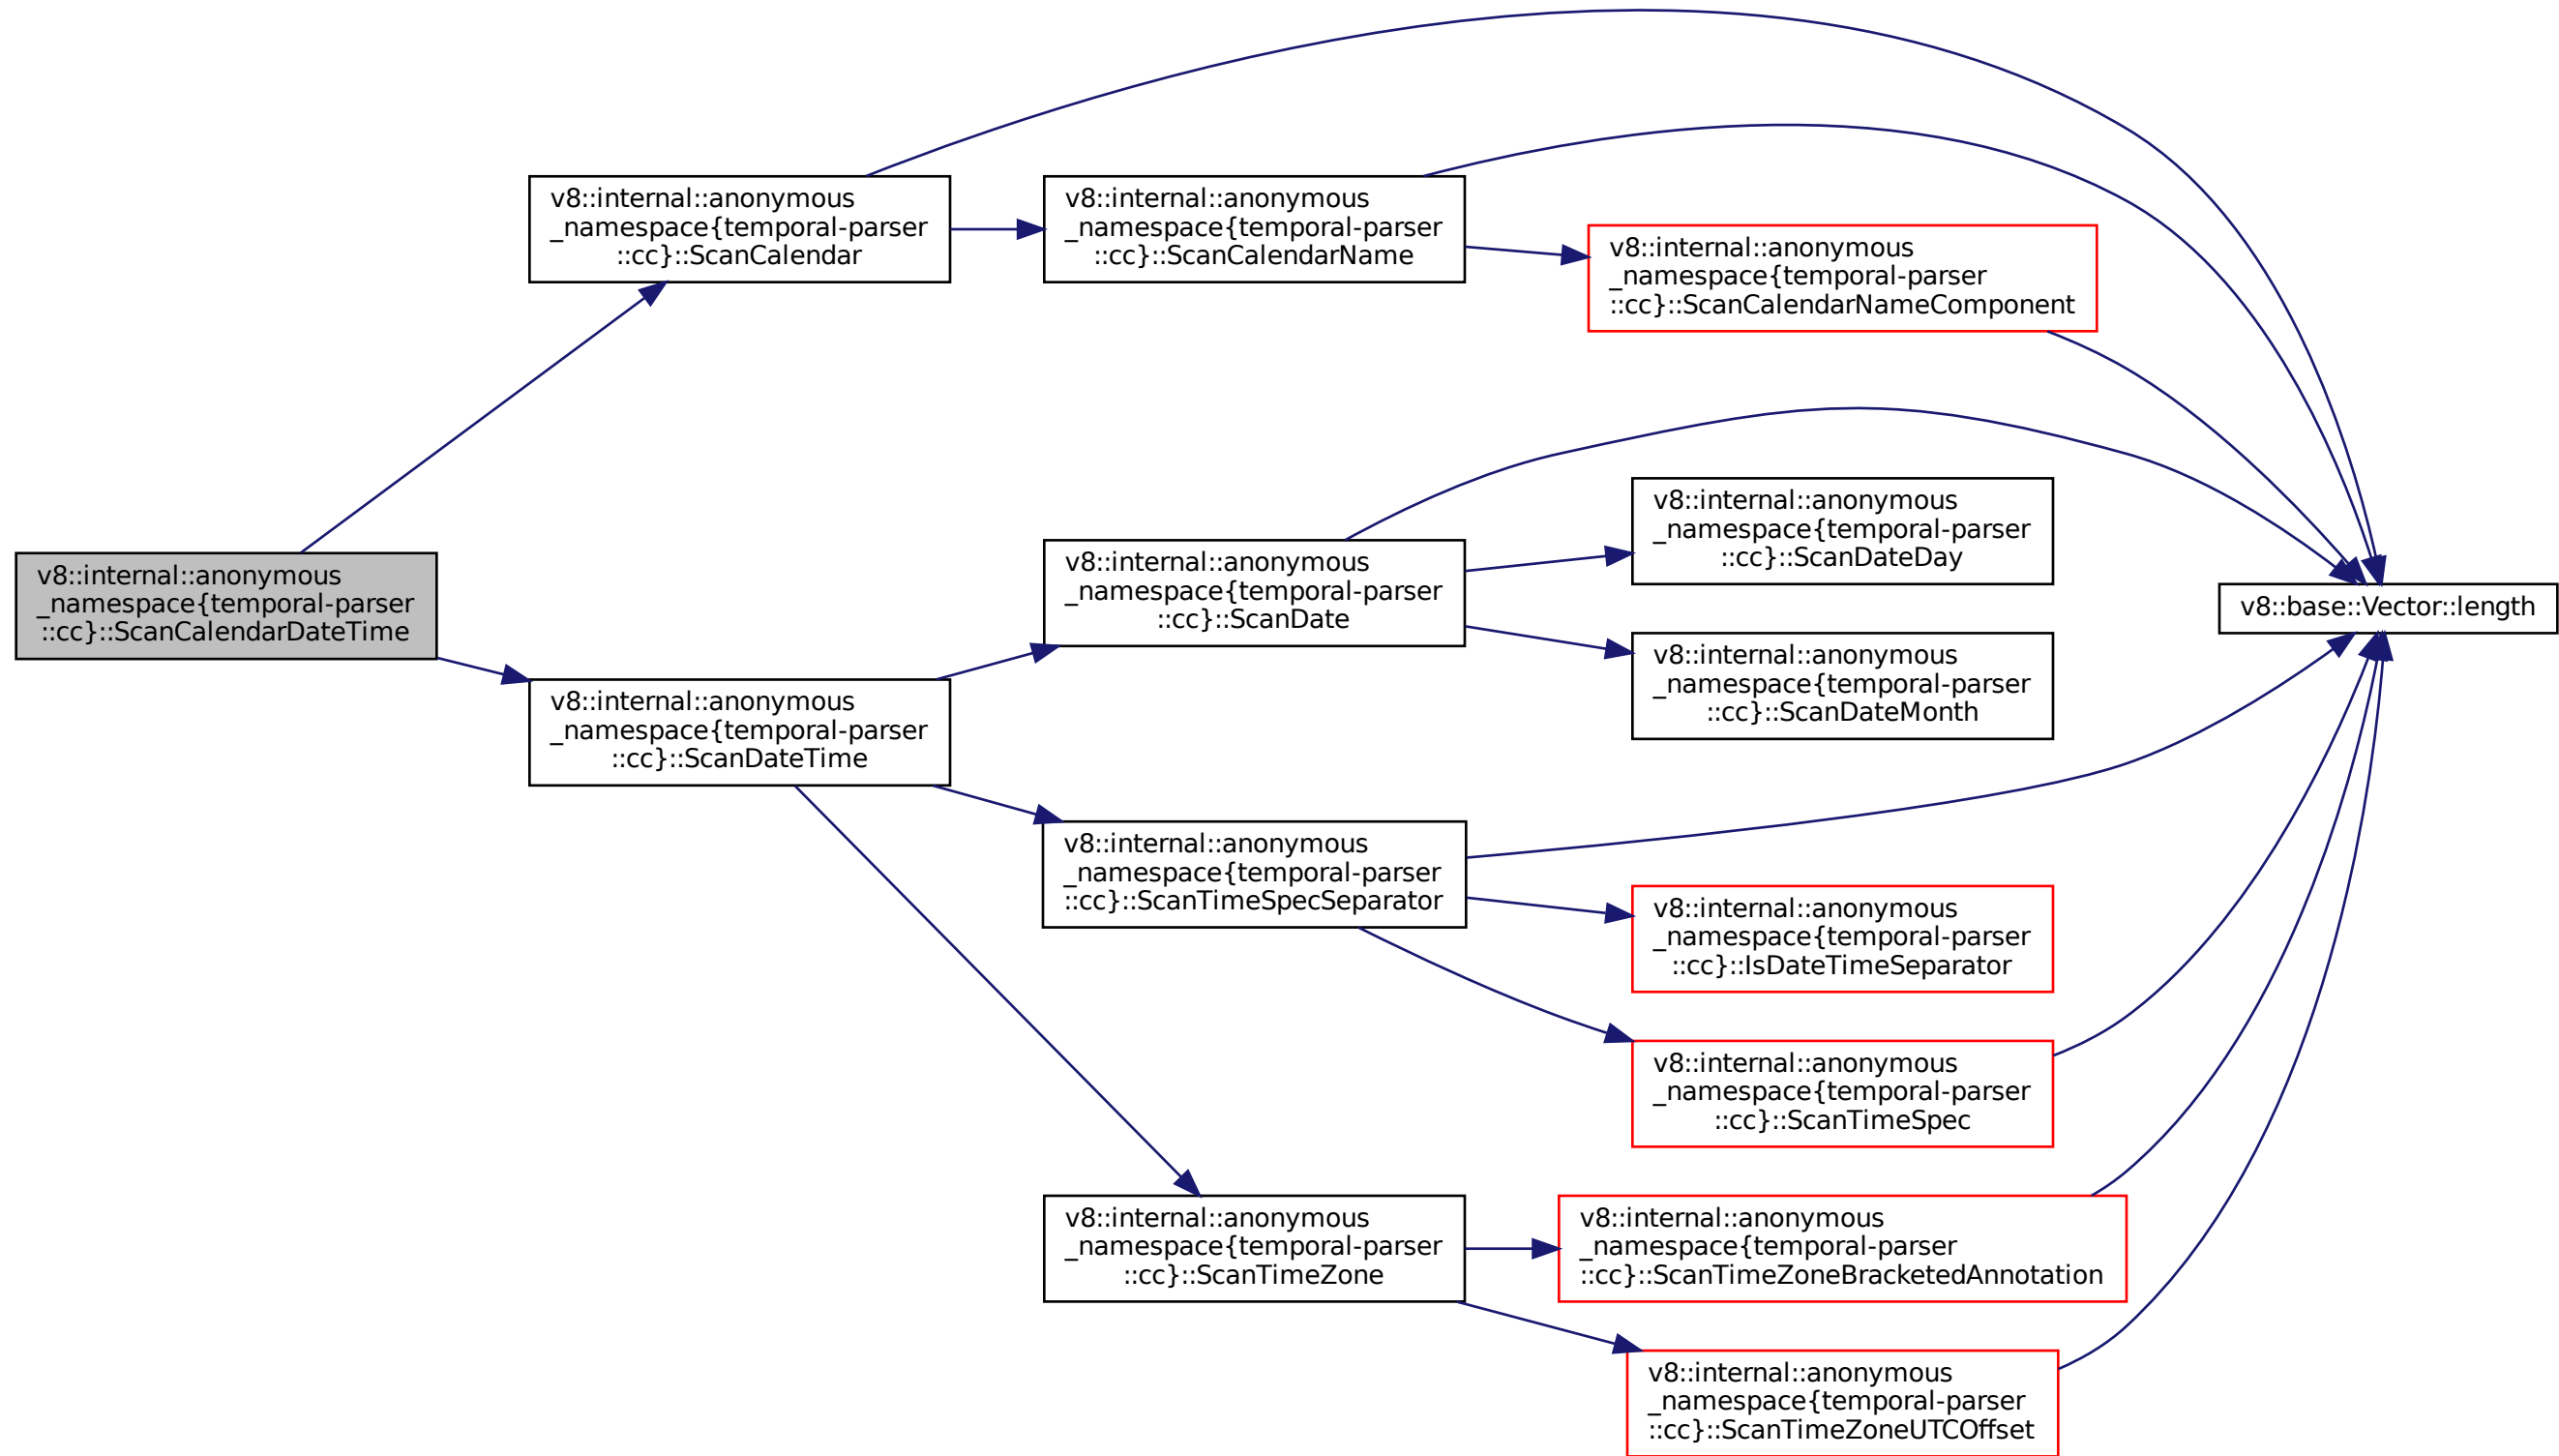 v8::internal::anonymous
_namespace{temporal-parser
::cc}::ScanCalendarDateTime
v8::internal::anonymous
_namespace{temporal-parser
::cc}::ScanCalendar
v8::internal::anonymous
_namespace{temporal-parser
::cc}::ScanCalendarName
v8::internal::anonymous
_namespace{temporal-parser
::cc}::ScanCalendarNameComponent
v8::base::Vector::length
v8::internal::anonymous
_namespace{temporal-parser
::cc}::ScanDateTime
v8::internal::anonymous
_namespace{temporal-parser
::cc}::ScanDate
v8::internal::anonymous
_namespace{temporal-parser
::cc}::ScanDateDay
v8::internal::anonymous
_namespace{temporal-parser
::cc}::ScanDateMonth
v8::internal::anonymous
_namespace{temporal-parser
::cc}::ScanTimeSpecSeparator
v8::internal::anonymous
_namespace{temporal-parser
::cc}::IsDateTimeSeparator
v8::internal::anonymous
_namespace{temporal-parser
::cc}::ScanTimeSpec
v8::internal::anonymous
_namespace{temporal-parser
::cc}::ScanTimeZone
v8::internal::anonymous
_namespace{temporal-parser
::cc}::ScanTimeZoneBracketedAnnotation
v8::internal::anonymous
_namespace{temporal-parser
::cc}::ScanTimeZoneUTCOffset